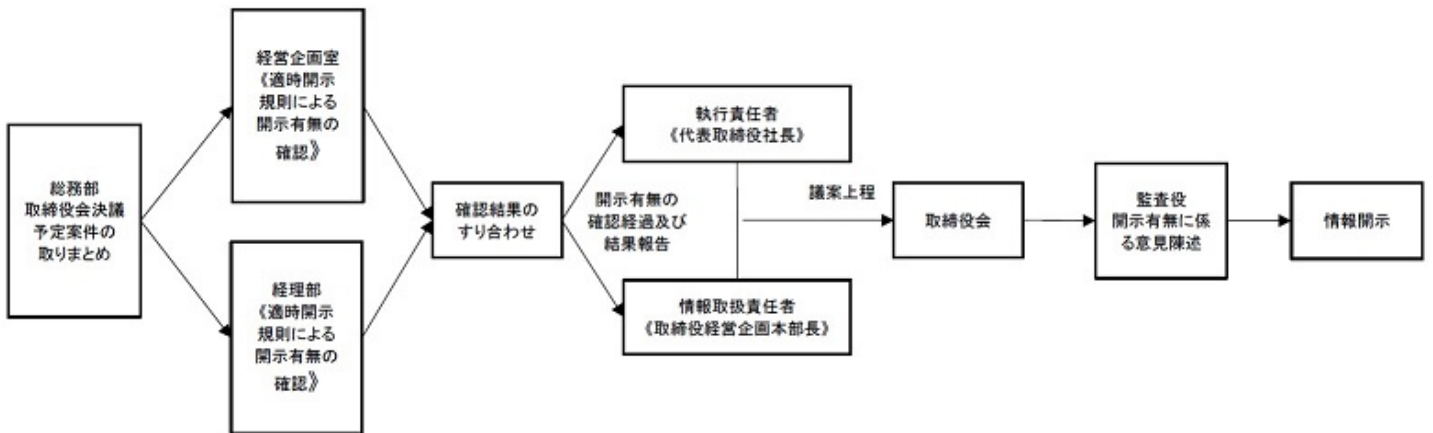 総務部
取締役会決議
予定案件の
取りまとめ
経営企画室
《適時開示
規則による
開示有無の
確認》
経理部
《適時開示
規則による
開示有無の
確認》
確認結果の
すり合わせ
開示有無の
確認経過及び
結果報告
執行責任者
《代表取締役社長》
情報取扱責任者
《取締役経営企画本部長》
議案上程
取締役会
監査役
開示有無に係
る意見陳述
情報開示